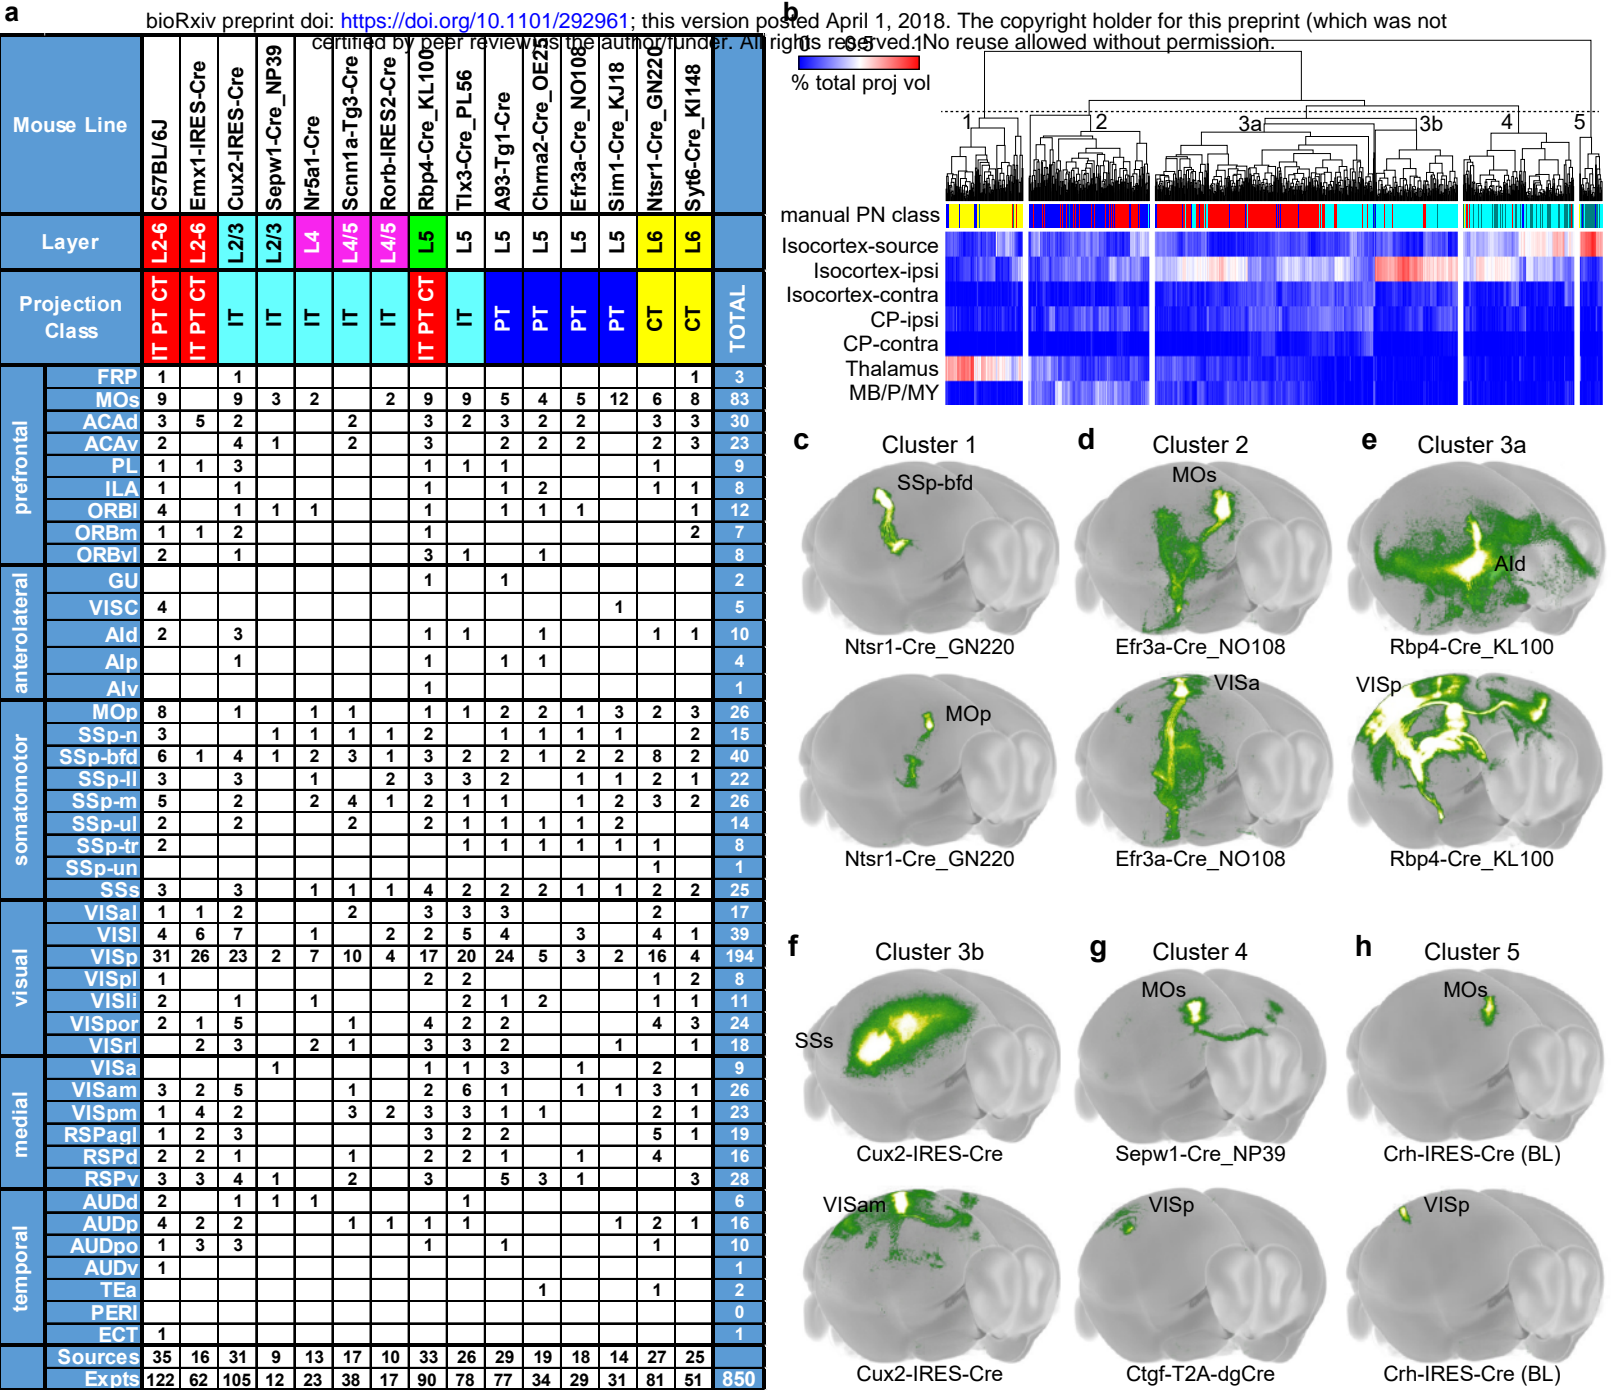 a
bioRxiv preprint doi: https://doi.org/10.1101/292961; this version posted April 1, 2018. The copyright holder for this preprint (which was not
certified by peer review) is the author/funder. All rights reserved. No reuse allowed without permission.
Mouse Line C57BL/6J Emx1-IRES-Cre Cux2-IRES-Cre Sepw1-Cre_NP39 Nr5a1-Cre Scnn1a-Tg3-Cre Rorb-IRES2-Cre Rbp4-Cre_KL100 Tlx3-Cre_PL56 A93-Tg1-Cre Chrna2-Cre_OE25 Efr3a-Cre_NO108 Sim1-Cre_KJ18 Ntsr1-Cre_GN220 Syt6-Cre_KI148
Layer L2-6 L2-6 L2/3 L2/3 L4 L4/5 L4/5 L5 L5 L5 L5 L5 L5 L6 L6
Projection Class IT PT CT IT PT CT IT IT IT IT IT IT PT CT IT PT PT PT PT CT CT TOTAL
prefrontal
FRP 1 1 1 3
MOs 9 9 3 2 2 9 9 5 4 5 12 6 8 83
ACAd 3 5 2 2 3 2 3 2 2 3 3 30
ACAv 2 4 1 2 3 2 2 2 2 3 23
PL 1 1 3 1 1 1 1 9
ILA 1 1 1 1 2 1 1 8
ORBl 4 1 1 1 1 1 1 1 1 12
ORBm 1 1 2 1 2 7
ORBvl 2 1 3 1 1 8
anterolateral
GU 1 1 2
VISC 4 1 5
AId 2 3 1 1 1 1 1 10
AIp 1 1 1 1 4
AIv 1 1
somatomotor
MOp 8 1 1 1 1 1 2 2 1 3 2 3 26
SSp-n 3 1 1 1 1 2 1 1 1 1 2 15
SSp-bfd 6 1 4 1 2 3 1 3 2 2 1 2 2 8 2 40
SSp-ll 3 3 1 2 3 3 2 1 1 2 1 22
SSp-m 5 2 2 4 1 2 1 1 1 2 3 2 26
SSp-ul 2 2 2 2 1 1 1 1 2 14
SSp-tr 2 1 1 1 1 1 1 8
SSp-un 1 1
SSs 3 3 1 1 1 4 2 2 2 1 1 2 2 25
visual
VISal 1 1 2 2 3 3 3 2 17
VISl 4 6 7 1 2 2 5 4 3 4 1 39
VISp 31 26 23 2 7 10 4 17 20 24 5 3 2 16 4 194
VISpl 1 2 2 1 2 8
VISli 2 1 1 2 1 2 1 1 11
VISpor 2 1 5 1 4 2 2 4 3 24
VISrl 2 3 2 1 3 3 2 1 1 18
medial
VISa 1 1 1 3 1 2 9
VISam 3 2 5 1 2 6 1 1 1 3 1 26
VISpm 1 4 2 3 2 3 3 1 1 2 1 23
RSPagl 1 2 3 3 2 2 5 1 19
RSPd 2 2 1 1 2 2 1 1 4 16
RSPv 3 3 4 1 2 3 5 3 1 3 28
temporal
AUDd 2 1 1 1 1 6
AUDp 4 2 2 1 1 1 1 1 2 1 16
AUDpo 1 3 3 1 1 1 10
AUDv 1 1
TEa 1 1 2
PERI 0
ECT 1 1
Sources 35 16 31 9 13 17 10 33 26 29 19 18 14 27 25
Expts 122 62 105 12 23 38 17 90 78 77 34 29 31 81 51 850
b
0 0.5 1
% total proj vol
1 2 3a 3b 4 5
manual PN class
Isocortex-source
Isocortex-ipsi
Isocortex-contra
CP-ipsi
CP-contra
Thalamus
MB/P/MY
c Cluster 1
SSp-bfd
Ntsr1-Cre_GN220
MOp
Ntsr1-Cre_GN220
d Cluster 2
MOs
Efr3a-Cre_NO108
VISa
Efr3a-Cre_NO108
e Cluster 3a
AId
Rbp4-Cre_KL100
VISp
Rbp4-Cre_KL100
f Cluster 3b
SSs
Cux2-IRES-Cre
VISam
Cux2-IRES-Cre
g Cluster 4
MOs
Sepw1-Cre_NP39
VISp
Ctgf-T2A-dgCre
h Cluster 5
MOs
Crh-IRES-Cre (BL)
VISp
Crh-IRES-Cre (BL)